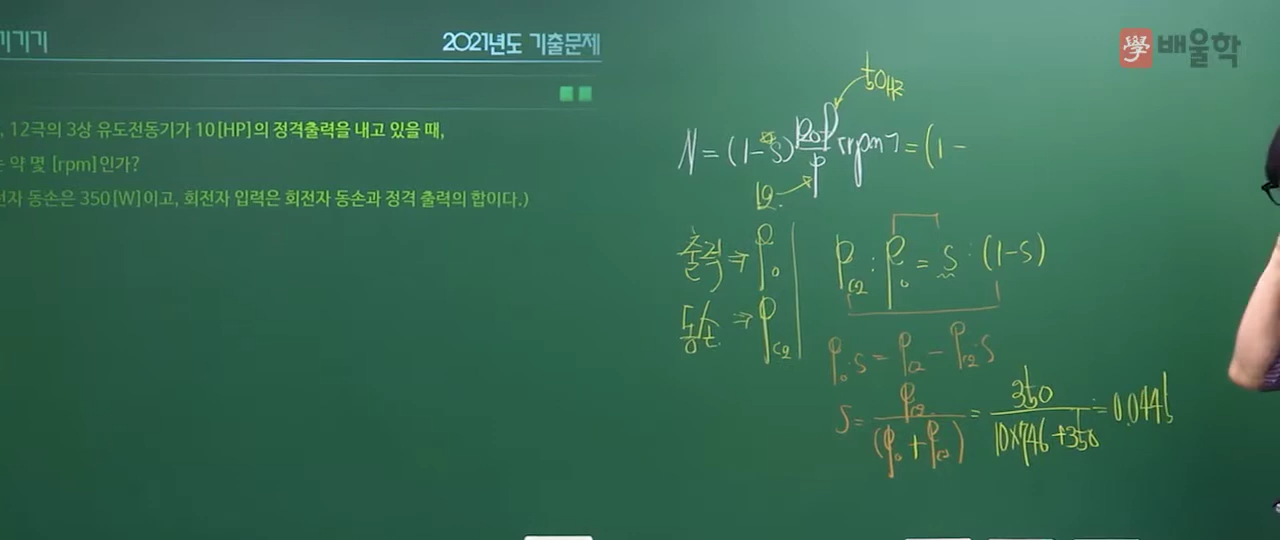 기기기
2021년도 기출문제
배울학
, 12극의 3상 유도전동기가 10[HP]의 정격출력을 내고 있을 때,
는 약 몇 [rpm]인가?
전자 동손은 350[W]이고, 회전자 입력은 회전자 동손과 정격 출력의 합이다.)
50Hz
N = (1-s) 120f/p [rpm] = (1 -
12
출력 ⇒ P₀
동손 ⇒ Pc2
Pc2 : P₀ = s : (1-s)
P₀·s = Pc2 - Pc2·s
s = Pc2/(P₀+Pc2) = 350/(10×746+350) = 0.0448